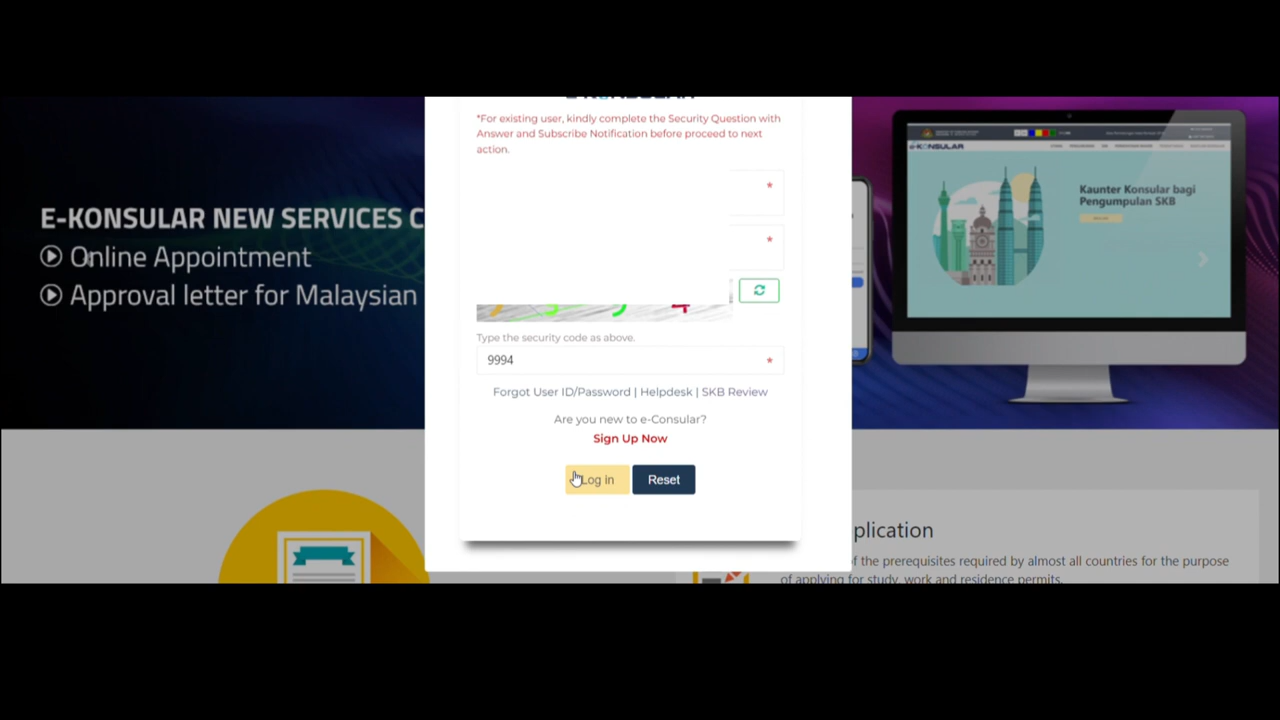 *For existing user, kindly complete the Security Question with
Answer and Subscribe Notification before proceed to next
action.
*
*
Type the security code as above.
9994 *
Forgot User ID/Password | Helpdesk | SKB Review
Are you new to e-Consular?
Sign Up Now
Log in
Reset
E-KONSULAR NEW SERVICES C
Online Appointment
Approval letter for Malaysian
KONSULAR
Kaunter Konsular bagi
Pengumpulan SKB
plication
of the prerequisites required by almost all countries for the purpose
of applying for study, work and residence permits.